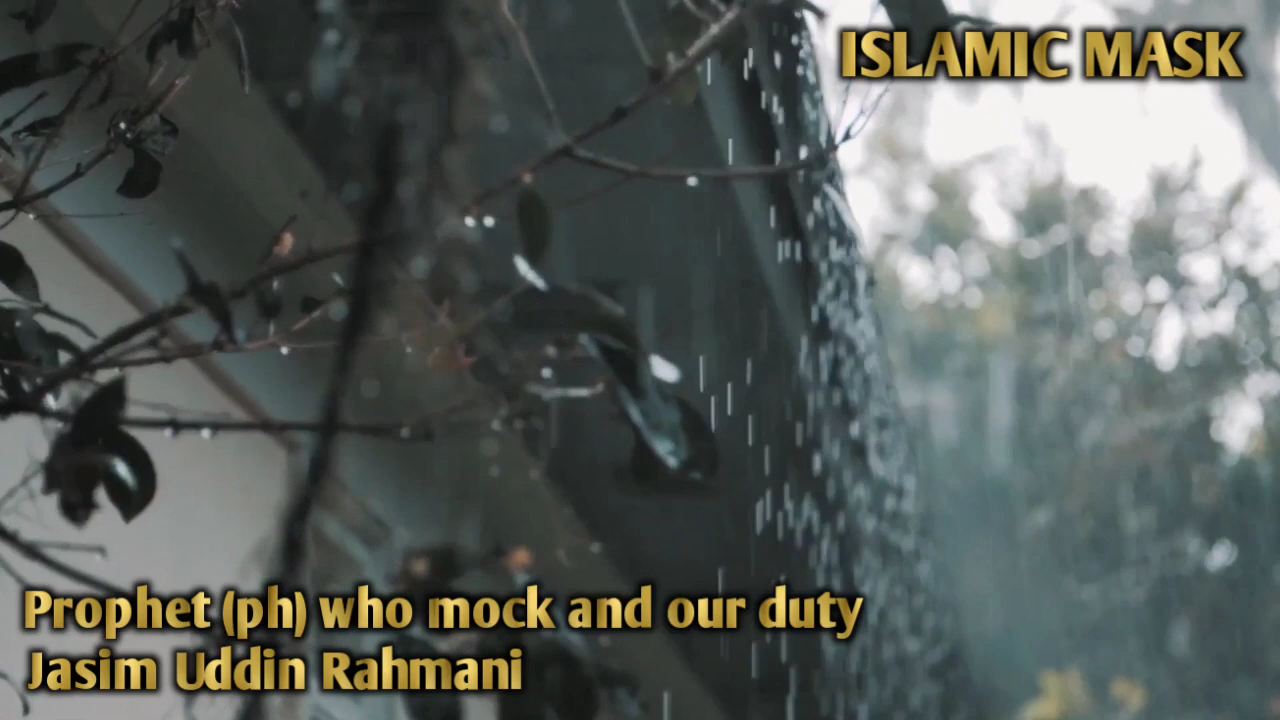 ISLAMIC MASK
Prophet (ph) who mock and our duty
Jasim Uddin Rahmani